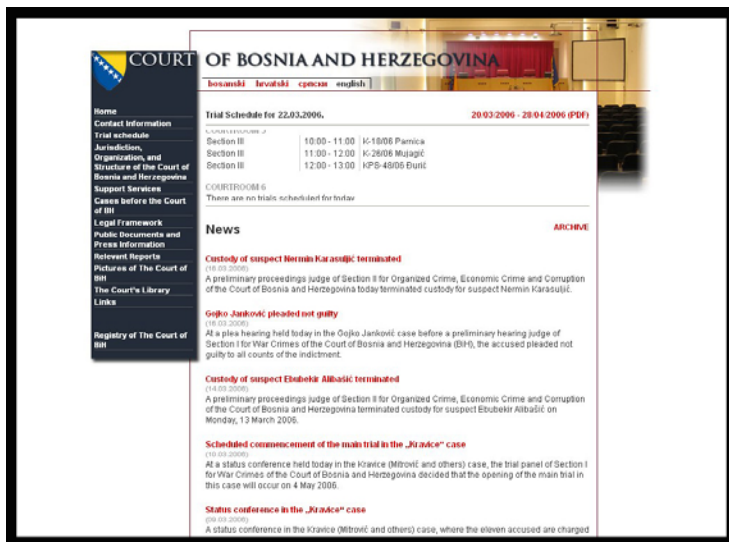 COURT OF BOSNIA AND HERZEGOVINA
bosanski hrvatski српски english
Home
Contact Information
Trial schedule
Jurisdiction,
Organization, and
Structure of the Court of
Bosnia and Herzegovina
Support Services
Cases before the Court
of BiH
Legal Framework
Public Documents and
Press Information
Relevant Reports
Pictures of The Court of
BiH
The Court's Library
Links
Registry of The Court of
BiH
Trial Schedule for 22.03.2006. 20/03/2006 - 28/04/2006 (PDF)
COURTROOM 5
Section III 10:00 - 11:00 K-18/06 Parnica
Section III 11:00 - 12:00 K-26/06 Mujagić
Section III 12:00 - 13:00 KPS-48/06 Đurić
COURTROOM 6
There are no trials scheduled for today
News ARCHIVE
Custody of suspect Nermin Karasuljić terminated
(16.03.2006)
A preliminary proceedings judge of Section II for Organized Crime, Economic Crime and Corruption
of the Court of Bosnia and Herzegovina today terminated custody for suspect Nermin Karasuljić.
Gojko Janković pleaded not guilty
(16.03.2006)
At a plea hearing held today in the Gojko Janković case before a preliminary hearing judge of
Section I for War Crimes of the Court of Bosnia and Herzegovina (BiH), the accused pleaded not
guilty to all counts of the indictment.
Custody of suspect Ebubekir Alibašić terminated
(14.03.2006)
A preliminary proceedings judge of Section II for Organized Crime, Economic Crime and Corruption
of the Court of Bosnia and Herzegovina terminated custody for suspect Ebubekir Alibašić on
Monday, 13 March 2006.
Scheduled commencement of the main trial in the „Kravice“ case
(10.03.2006)
At a status conference held today in the Kravice (Mitrović and others) case, the trial panel of Section I
for War Crimes of the Court of Bosnia and Herzegovina decided that the opening of the main trial in
this case will occur on 4 May 2006.
Status conference in the „Kravice“ case
(09.03.2006)
A status conference in the Kravice (Mitrović and others) case, where the eleven accused are charged